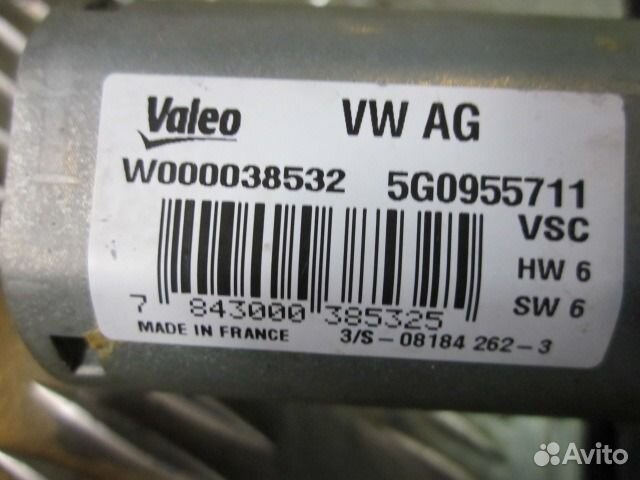 Valeo VW AG
W000038532 5G0955711
VSC
HW 6
7 843000 385325 SW 6
MADE IN FRANCE 3/S-08184 262-3
Avito